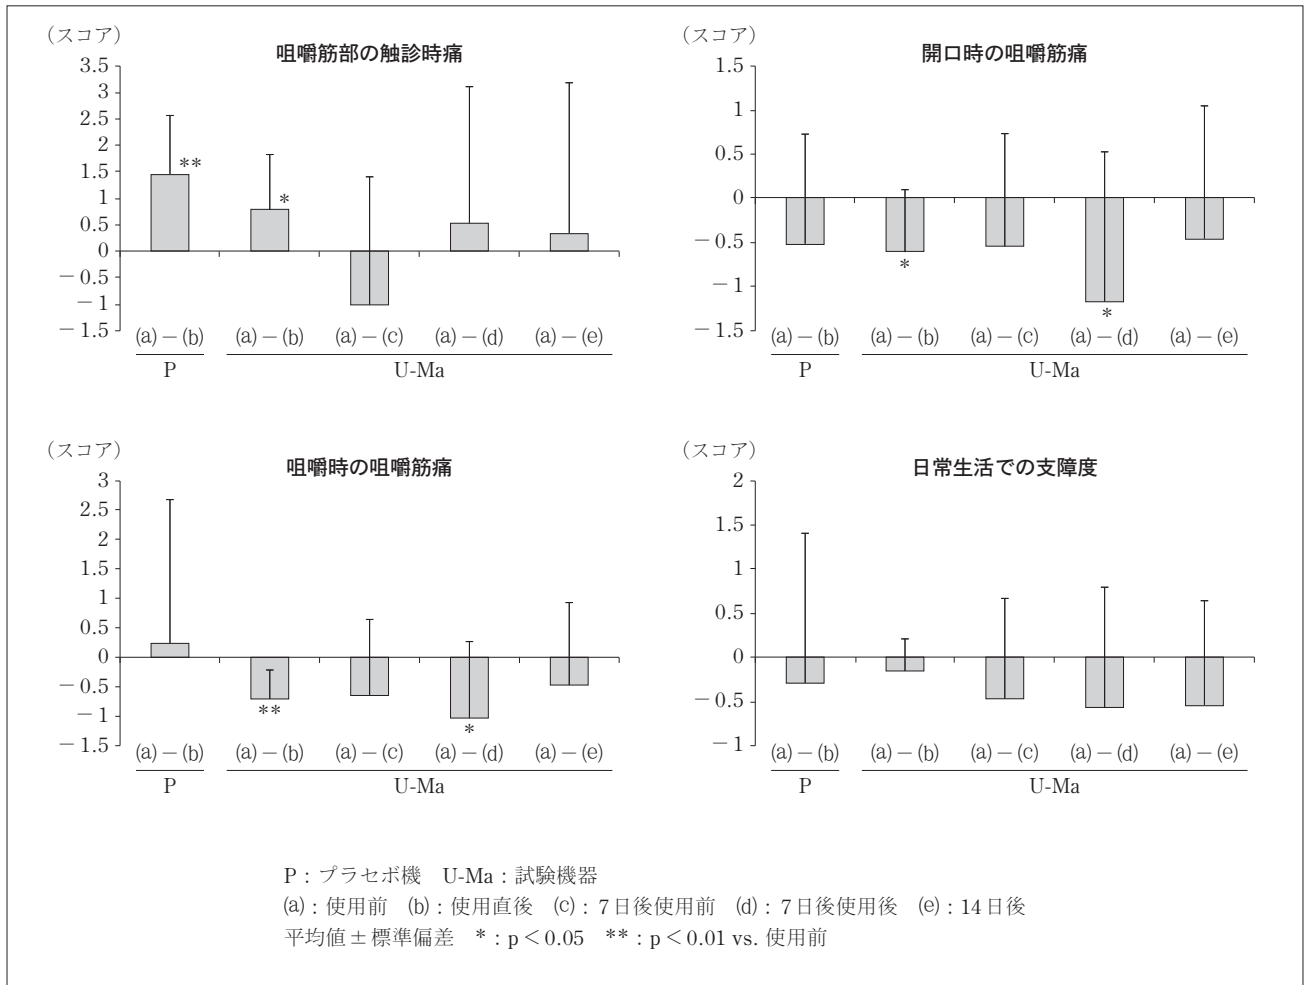 （スコア）
咀嚼筋部の触診時痛
3.5
3
2.5
2
1.5
1
0.5
0
－0.5
－1
－1.5
**
*
(a)－(b) (a)－(b) (a)－(c) (a)－(d) (a)－(e)
P U-Ma
（スコア）
開口時の咀嚼筋痛
1.5
1
0.5
0
－0.5
－1
－1.5
*
*
(a)－(b) (a)－(b) (a)－(c) (a)－(d) (a)－(e)
P U-Ma
（スコア）
咀嚼時の咀嚼筋痛
3
2.5
2
1.5
1
0.5
0
－0.5
－1
－1.5
**
*
(a)－(b) (a)－(b) (a)－(c) (a)－(d) (a)－(e)
P U-Ma
（スコア）
日常生活での支障度
2
1.5
1
0.5
0
－0.5
－1
(a)－(b) (a)－(b) (a)－(c) (a)－(d) (a)－(e)
P U-Ma
P：プラセボ機　U-Ma：試験機器
(a)：使用前　(b)：使用直後　(c)：7日後使用前　(d)：7日後使用後　(e)：14日後
平均値±標準偏差　*：p＜0.05　**：p＜0.01 vs. 使用前